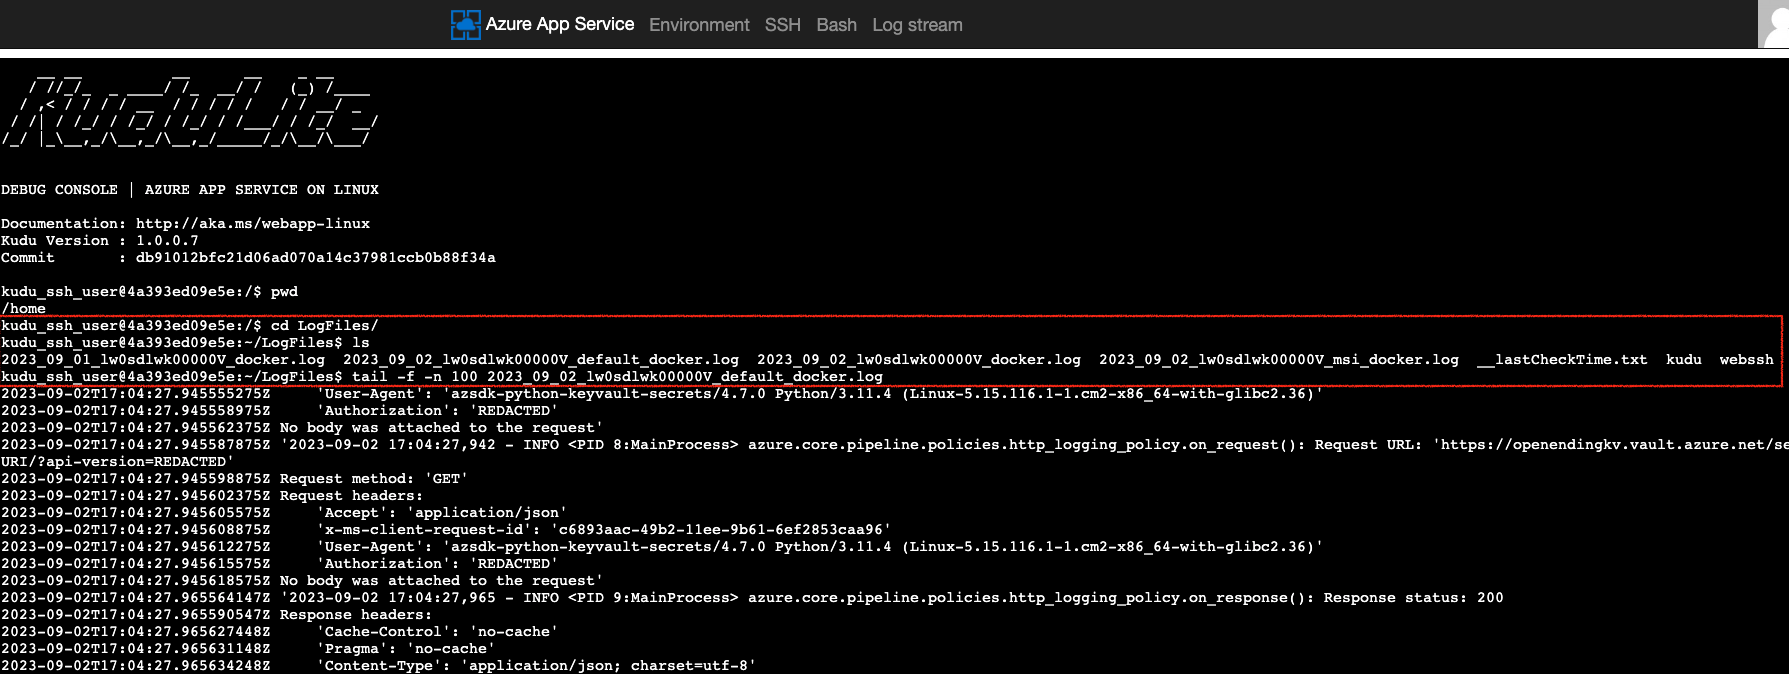 Azure App Service Environment SSH Bash Log stream
DEBUG CONSOLE | AZURE APP SERVICE ON LINUX
Documentation: http://aka.ms/webapp-linux
Kudu Version : 1.0.0.7
Commit       : db91012bfc21d06ad070a14c37981ccb0b88f34a
kudu_ssh_user@4a393ed09e5e:/$ pwd
/home
kudu_ssh_user@4a393ed09e5e:/$ cd LogFiles/
kudu_ssh_user@4a393ed09e5e:~/LogFiles$ ls
2023_09_01_lw0sdlwk00000V_docker.log  2023_09_02_lw0sdlwk00000V_default_docker.log  2023_09_02_lw0sdlwk00000V_docker.log  2023_09_02_lw0sdlwk00000V_msi_docker.log  __lastCheckTime.txt  kudu  webssh
kudu_ssh_user@4a393ed09e5e:~/LogFiles$ tail -f -n 100 2023_09_02_lw0sdlwk00000V_default_docker.log
2023-09-02T17:04:27.945555275Z     'User-Agent': 'azsdk-python-keyvault-secrets/4.7.0 Python/3.11.4 (Linux-5.15.116.1-1.cm2-x86_64-with-glibc2.36)'
2023-09-02T17:04:27.945558975Z     'Authorization': 'REDACTED'
2023-09-02T17:04:27.945562375Z No body was attached to the request'
2023-09-02T17:04:27.945587875Z '2023-09-02 17:04:27,942 - INFO <PID 8:MainProcess> azure.core.pipeline.policies.http_logging_policy.on_request(): Request URL: 'https://openendingkv.vault.azure.net/se
URI/?api-version=REDACTED'
2023-09-02T17:04:27.945598875Z Request method: 'GET'
2023-09-02T17:04:27.945602375Z Request headers:
2023-09-02T17:04:27.945605575Z     'Accept': 'application/json'
2023-09-02T17:04:27.945608875Z     'x-ms-client-request-id': 'c6893aac-49b2-11ee-9b61-6ef2853caa96'
2023-09-02T17:04:27.945612275Z     'User-Agent': 'azsdk-python-keyvault-secrets/4.7.0 Python/3.11.4 (Linux-5.15.116.1-1.cm2-x86_64-with-glibc2.36)'
2023-09-02T17:04:27.945615575Z     'Authorization': 'REDACTED'
2023-09-02T17:04:27.945618575Z No body was attached to the request'
2023-09-02T17:04:27.965564147Z '2023-09-02 17:04:27,965 - INFO <PID 9:MainProcess> azure.core.pipeline.policies.http_logging_policy.on_response(): Response status: 200
2023-09-02T17:04:27.965590547Z Response headers:
2023-09-02T17:04:27.965627448Z     'Cache-Control': 'no-cache'
2023-09-02T17:04:27.965631148Z     'Pragma': 'no-cache'
2023-09-02T17:04:27.965634248Z     'Content-Type': 'application/json; charset=utf-8'